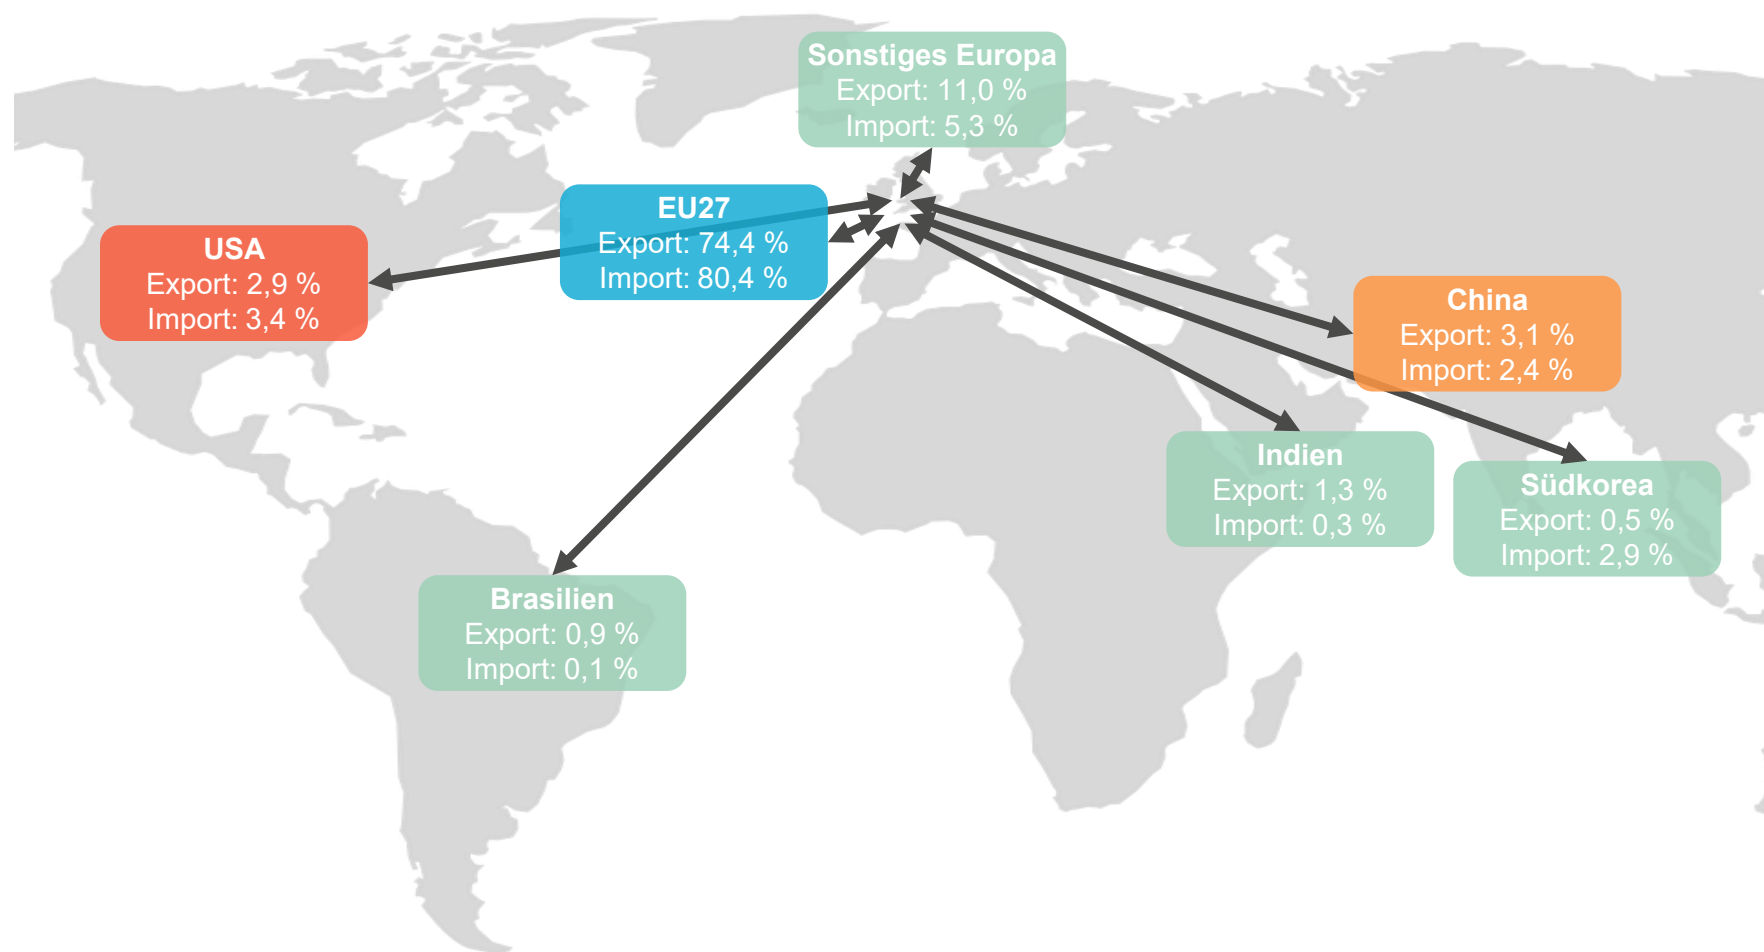 Sonstiges Europa
Export: 11,0 %
Import: 5,3 %
EU27
Export: 74,4 %
Import: 80,4 %
USA
Export: 2,9 %
Import: 3,4 %
China
Export: 3,1 %
Import: 2,4 %
Indien
Export: 1,3 %
Import: 0,3 %
Südkorea
Export: 0,5 %
Import: 2,9 %
Brasilien
Export: 0,9 %
Import: 0,1 %